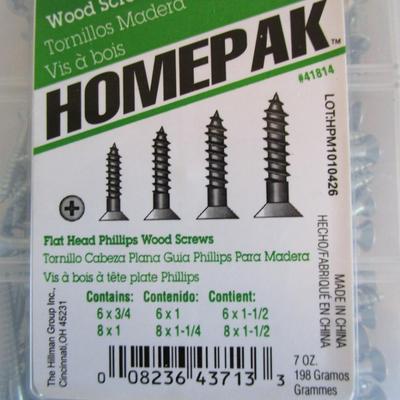 Wood Scre
Tornillos Madera
Vis à bois
HOMEPAK™
#41814
LOT:HPM1010426
Flat Head Phillips Wood Screws
Tornillo Cabeza Plana Guia Phillips Para Madera
Vis à bois à tête plate Phillips
Contains: Contenido: Contient:
6 x 3/4 6 x 1 6 x 1-1/2
8 x 1 8 x 1-1/4 8 x 1-1/2
The Hillman Group Inc.,
Cincinnati,OH 45231
MADE IN CHINA
HECHO/FABRIQUÉ EN CHINA
0 08236 43713 3
7 OZ.
198 Gramos
Grammes